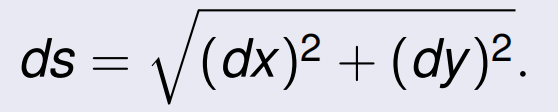 ds = √((dx)² + (dy)²).